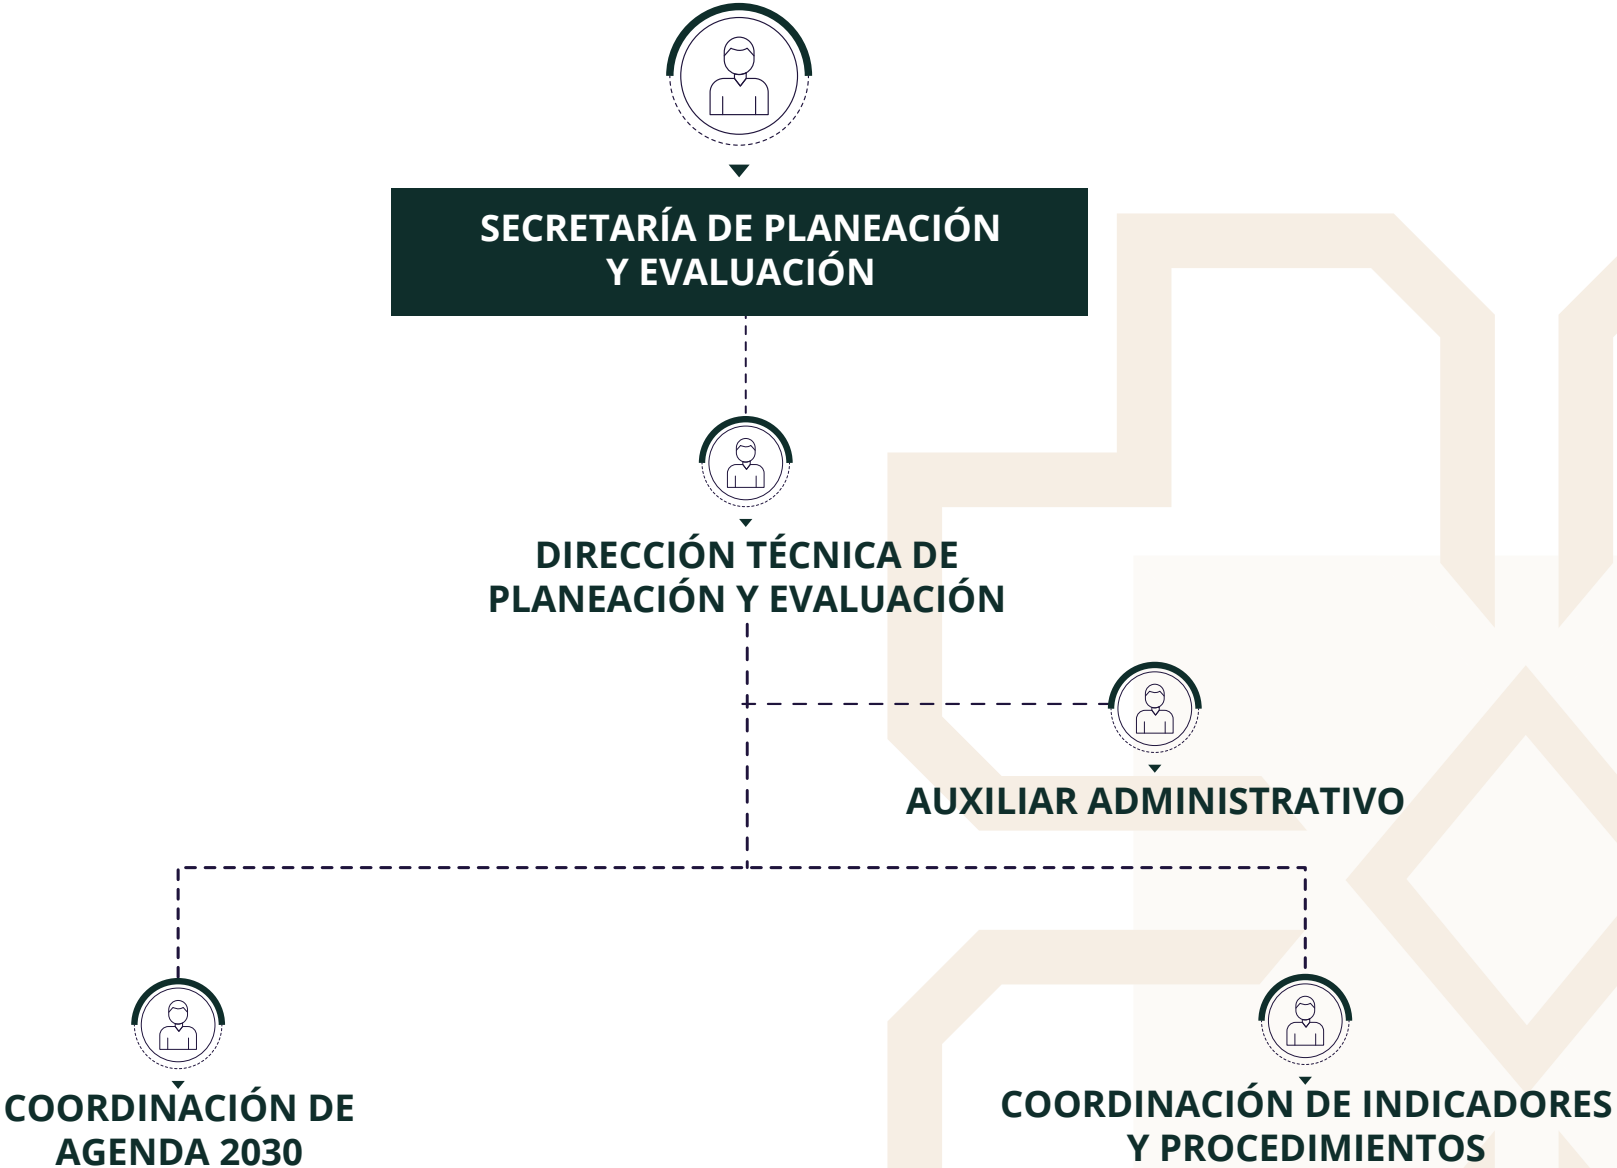 SECRETARÍA DE PLANEACIÓN
Y EVALUACIÓN
DIRECCIÓN TÉCNICA DE
PLANEACIÓN Y EVALUACIÓN
AUXILIAR ADMINISTRATIVO
COORDINACIÓN DE
AGENDA 2030
COORDINACIÓN DE INDICADORES
Y PROCEDIMIENTOS